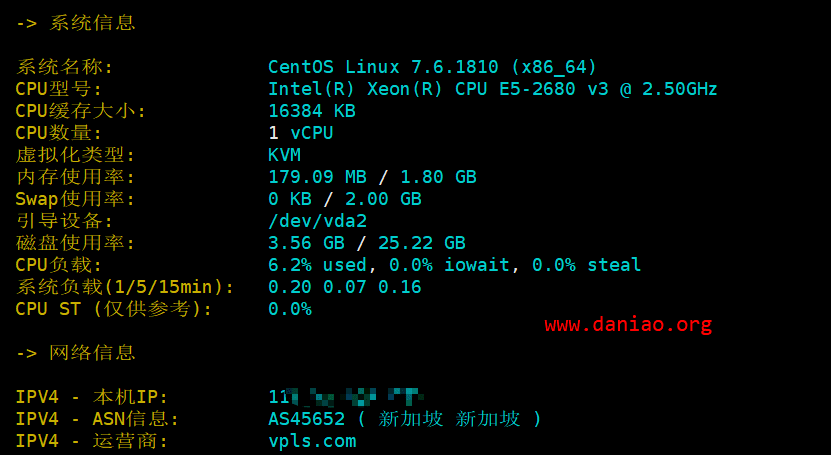 -> 系统信息
系统名称: CentOS Linux 7.6.1810 (x86_64)
CPU型号: Intel(R) Xeon(R) CPU E5-2680 v3 @ 2.50GHz
CPU缓存大小: 16384 KB
CPU数量: 1 vCPU
虚拟化类型: KVM
内存使用率: 179.09 MB / 1.80 GB
Swap使用率: 0 KB / 2.00 GB
引导设备: /dev/vda2
磁盘使用率: 3.56 GB / 25.22 GB
CPU负载: 6.2% used, 0.0% iowait, 0.0% steal
系统负载(1/5/15min): 0.20 0.07 0.16
CPU ST (仅供参考): 0.0%
www.daniao.org
-> 网络信息
IPV4 - 本机IP: 11
IPV4 - ASN信息: AS45652 ( 新加坡 新加坡 )
IPV4 - 运营商: vpls.com